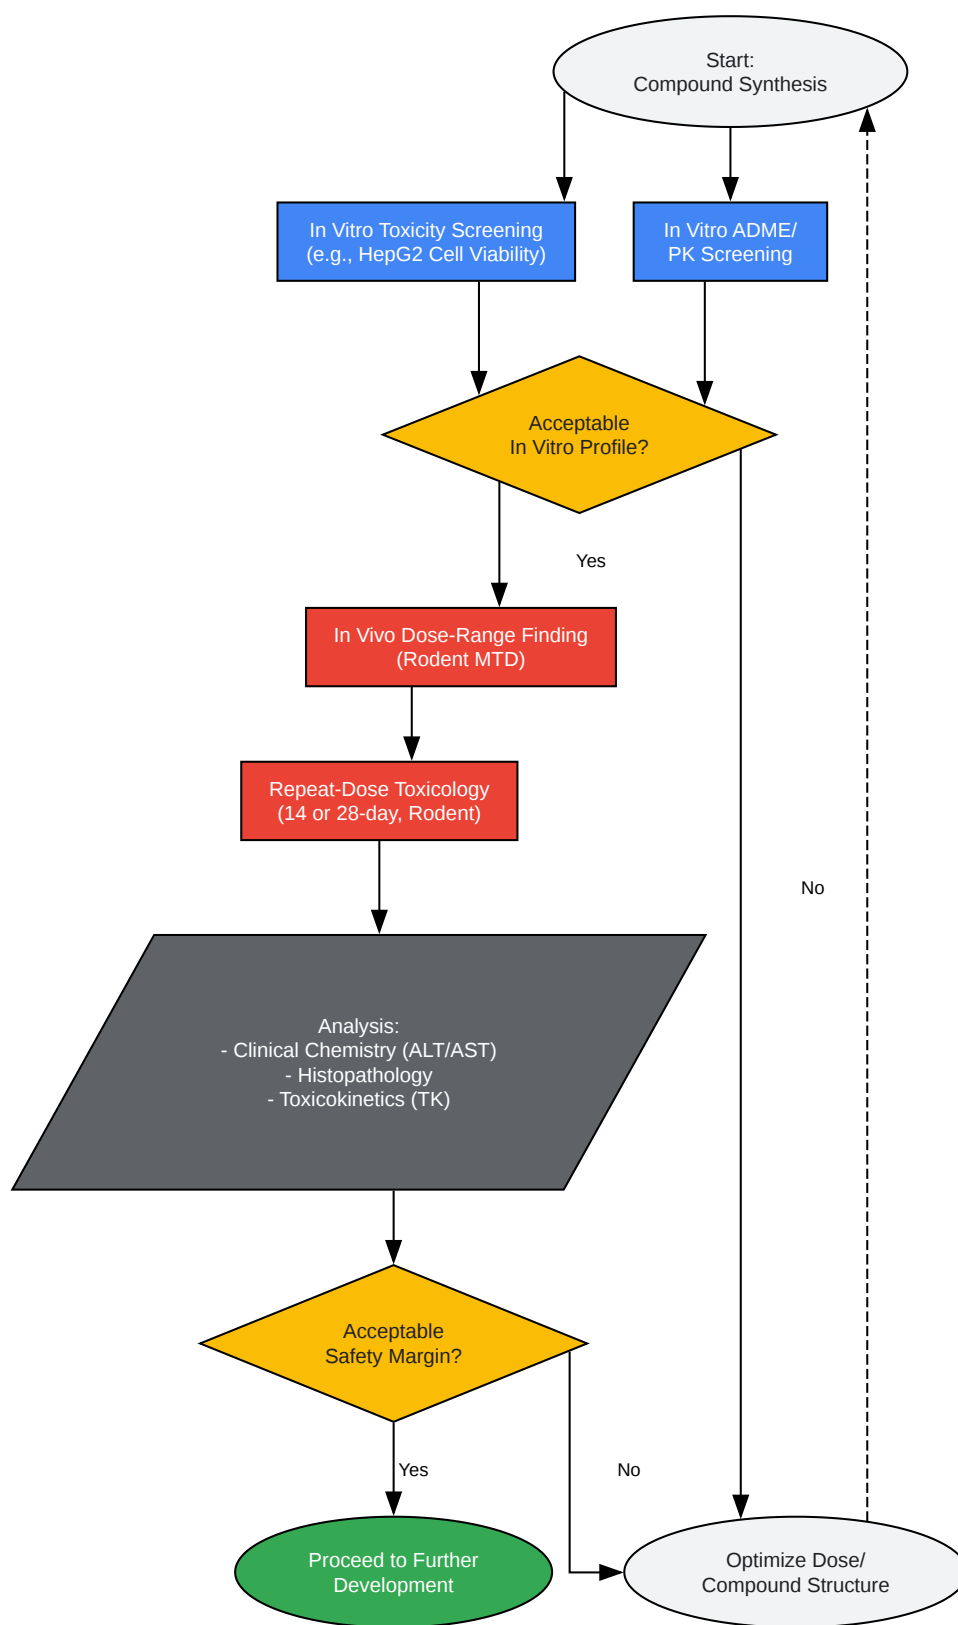 Start:
Compound Synthesis
In Vitro Toxicity Screening
(e.g., HepG2 Cell Viability)
In Vitro ADME/
PK Screening
Acceptable
In Vitro Profile?
Yes
In Vivo Dose-Range Finding
(Rodent MTD)
Repeat-Dose Toxicology
(14 or 28-day, Rodent)
No
Analysis:
- Clinical Chemistry (ALT/AST)
- Histopathology
- Toxicokinetics (TK)
Acceptable
Safety Margin?
Yes
No
Proceed to Further
Development
Optimize Dose/
Compound Structure